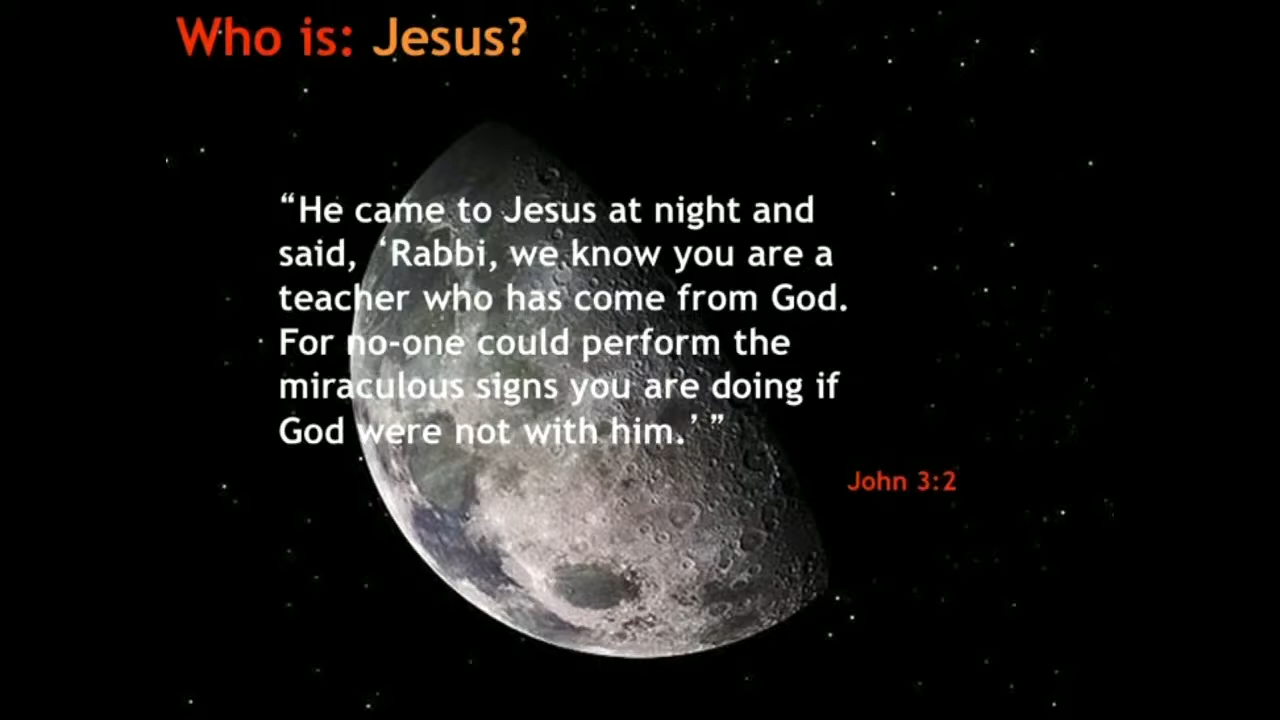 Who is: Jesus?
“He came to Jesus at night and
said, ‘Rabbi, we know you are a
teacher who has come from God.
For no-one could perform the
miraculous signs you are doing if
God were not with him.’ ”
John 3:2